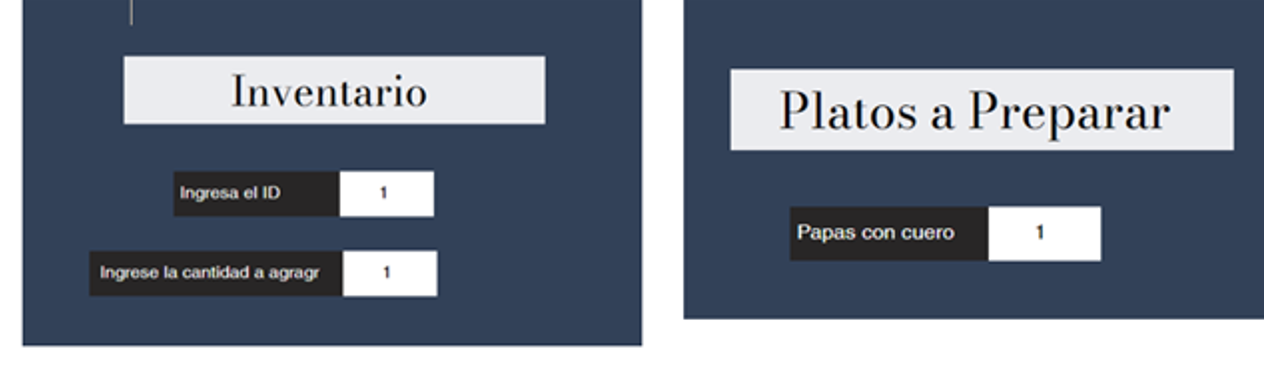 Inventario
Ingresa el ID 1
Ingrese la cantidad a agragr 1
Platos a Preparar
Papas con cuero 1